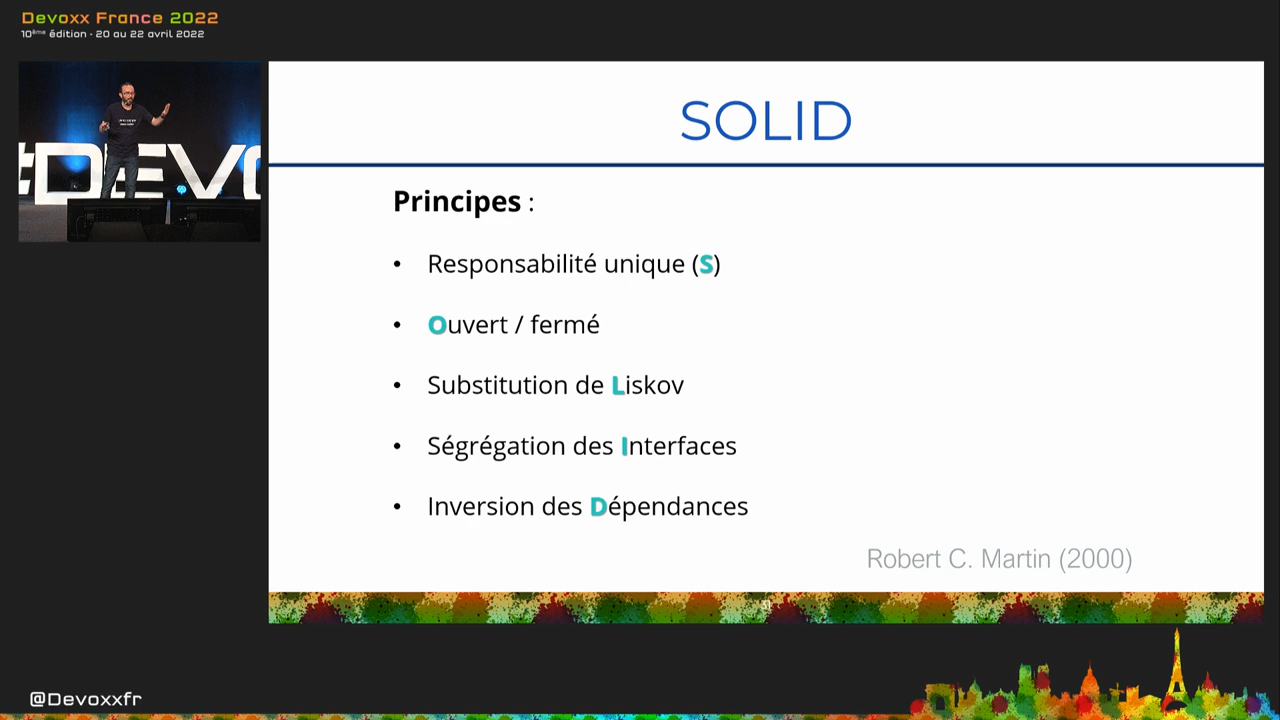 Devoxx France 2022
10ème édition - 20 au 22 avril 2022
#DEVO
SOLID
Principes :
• Responsabilité unique (S)
• Ouvert / fermé
• Substitution de Liskov
• Ségrégation des Interfaces
• Inversion des Dépendances
Robert C. Martin (2000)
@Devoxxfr